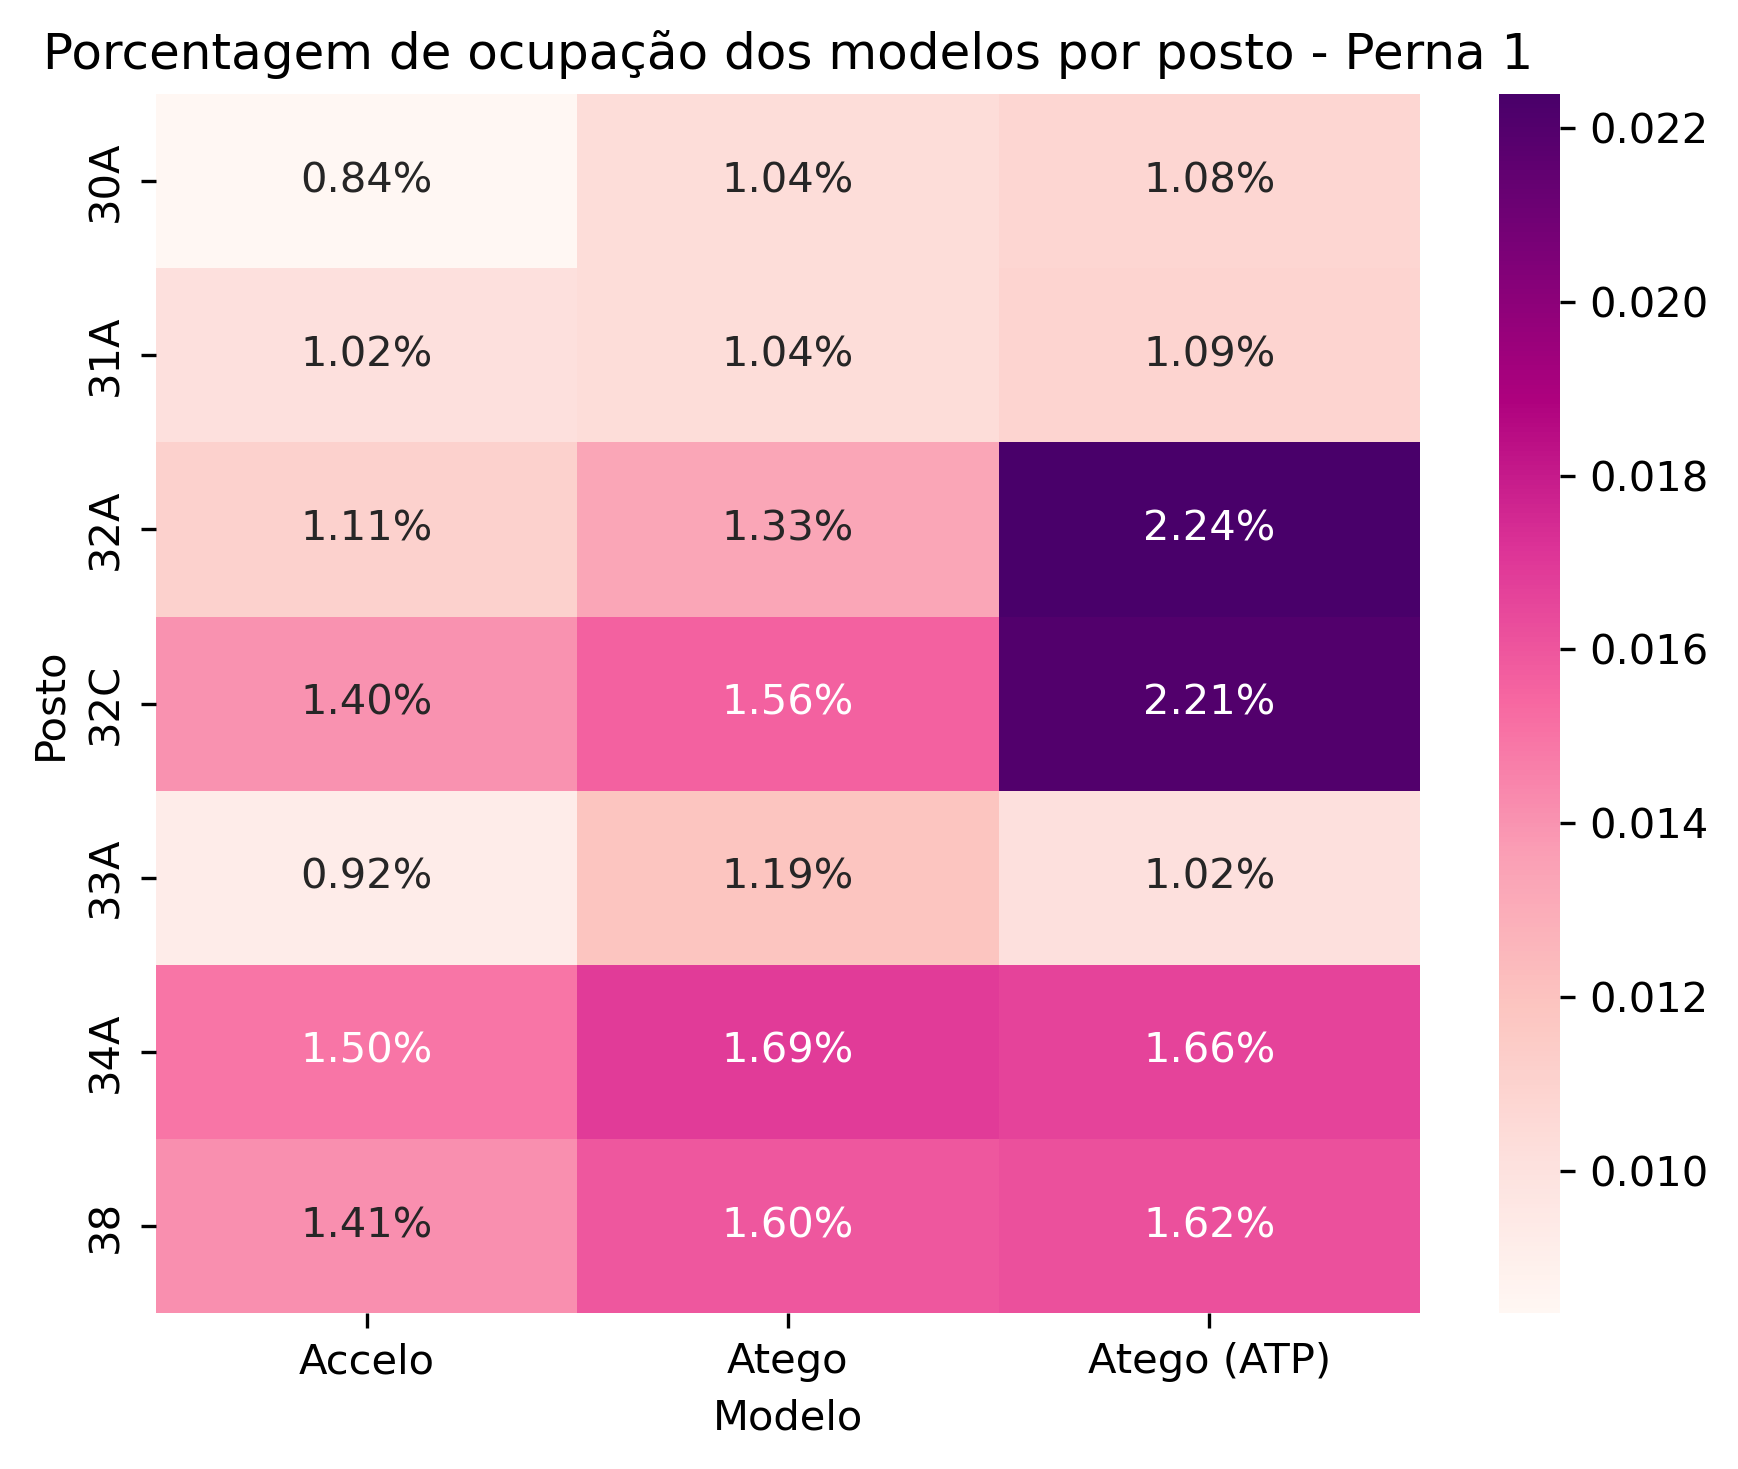 Porcentagem de ocupação dos modelos por posto - Perna 1
Posto
30A 0.84% 1.04% 1.08%
31A 1.02% 1.04% 1.09%
32A 1.11% 1.33% 2.24%
32C 1.40% 1.56% 2.21%
33A 0.92% 1.19% 1.02%
34A 1.50% 1.69% 1.66%
38 1.41% 1.60% 1.62%
Accelo Atego Atego (ATP)
Modelo
0.022
0.020
0.018
0.016
0.014
0.012
0.010